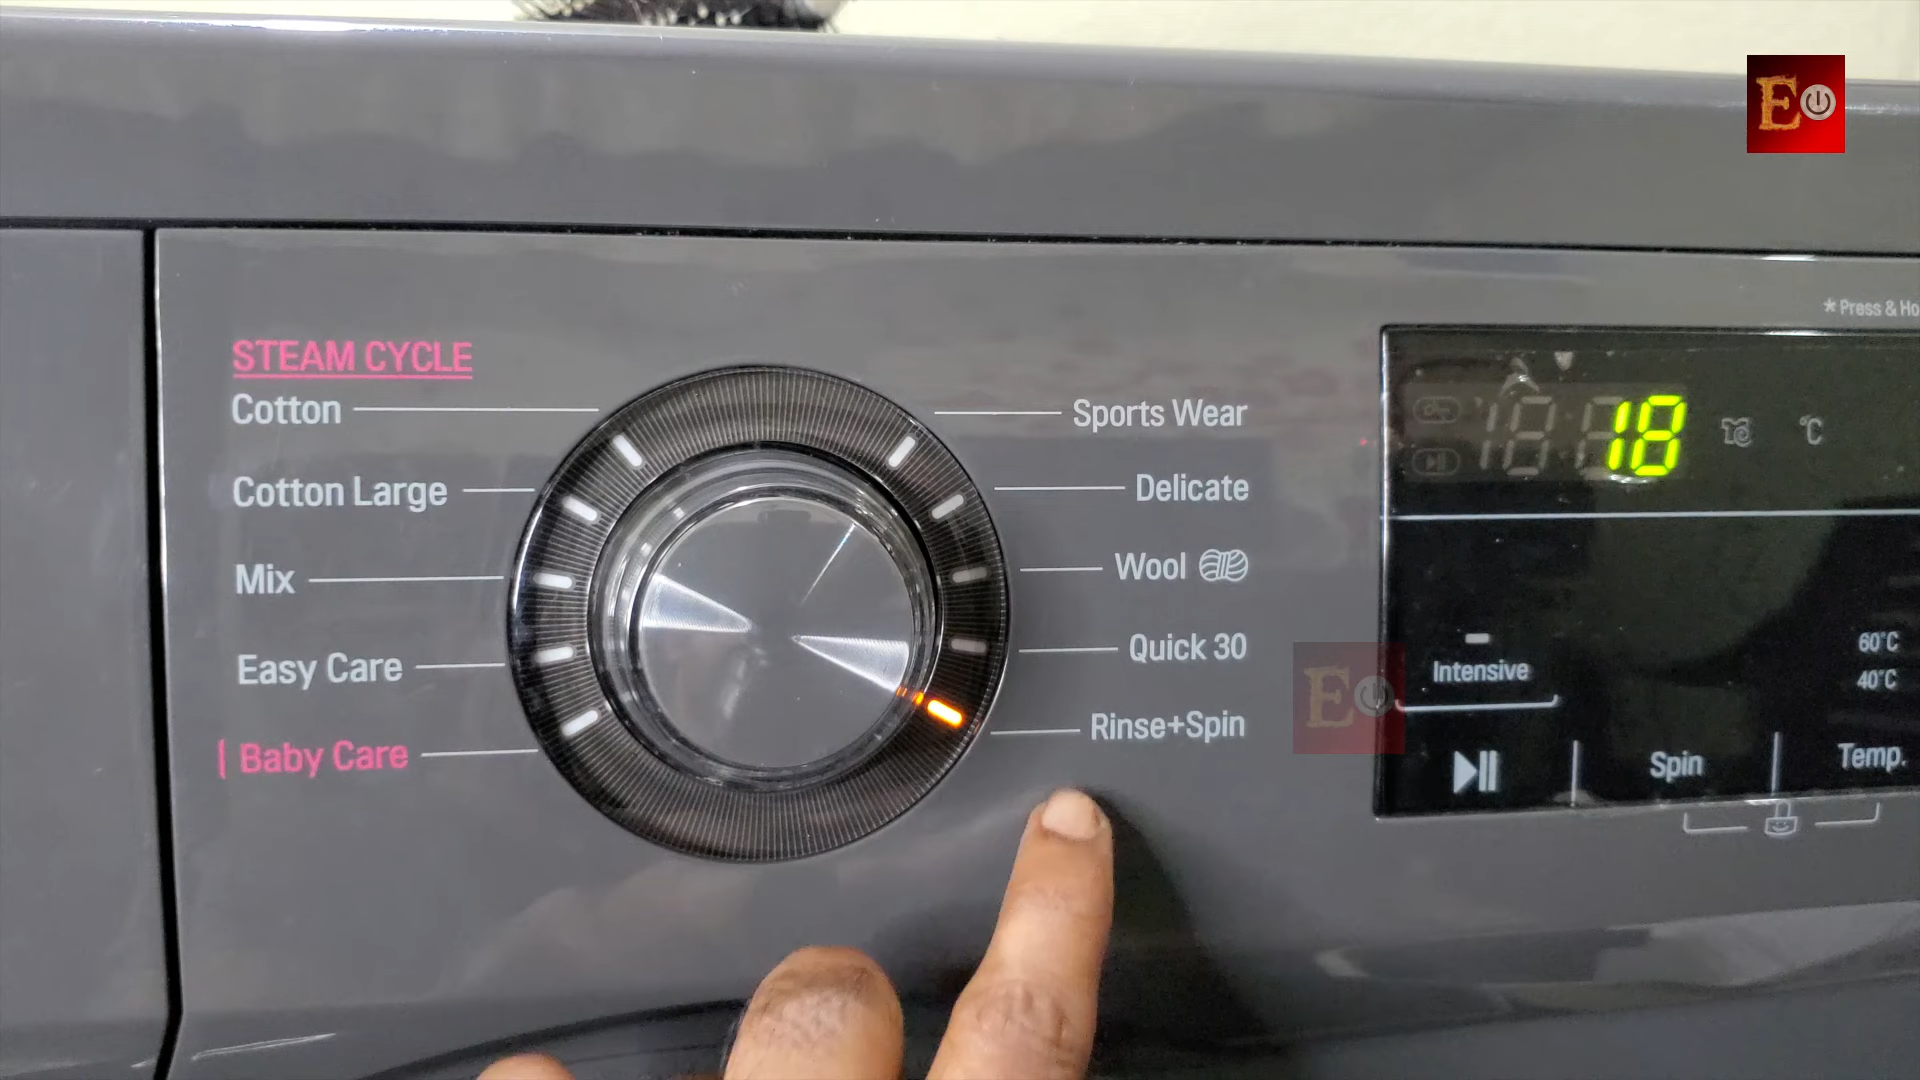 E
* Press & Ho
STEAM CYCLE
Cotton
Cotton Large
Mix
Easy Care
Baby Care
Sports Wear
Delicate
Wool
Quick 30
Rinse+Spin
18
°C
E
Intensive
60°C
40°C
Spin
Temp.